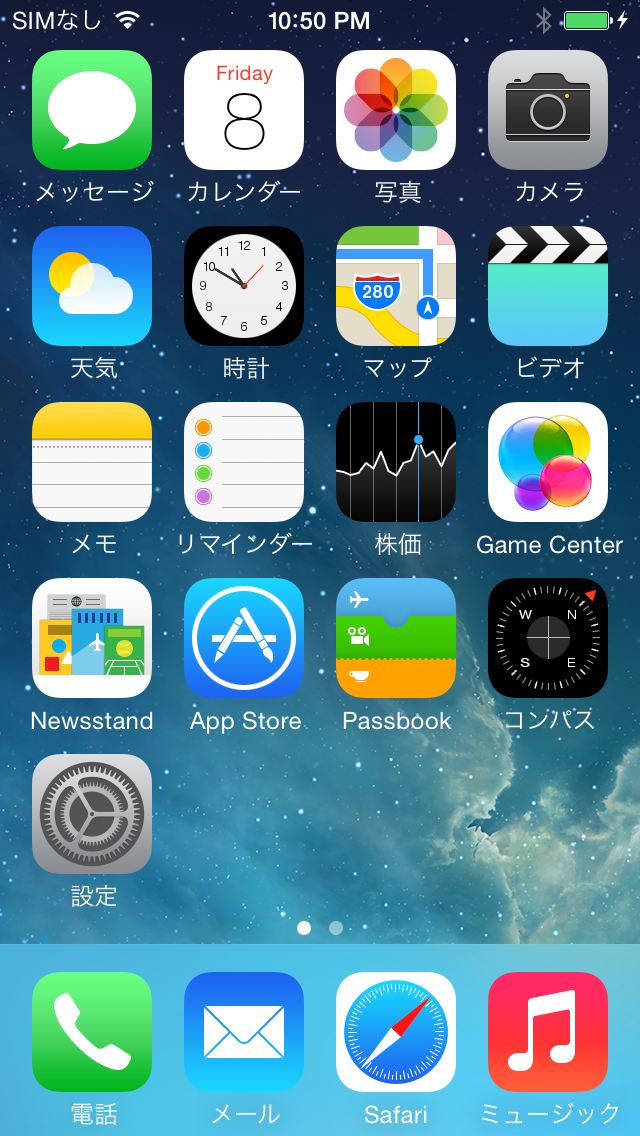 SIMなし 10:50 PM
Friday
8
メッセージ カレンダー 写真 カメラ
12 1 2 3 4 5 6 7 8 9 10 11
280
天気 時計 マップ ビデオ
メモ リマインダー 株価 Game Center
W N
S E
Newsstand App Store Passbook コンパス
設定
電話 メール Safari ミュージック